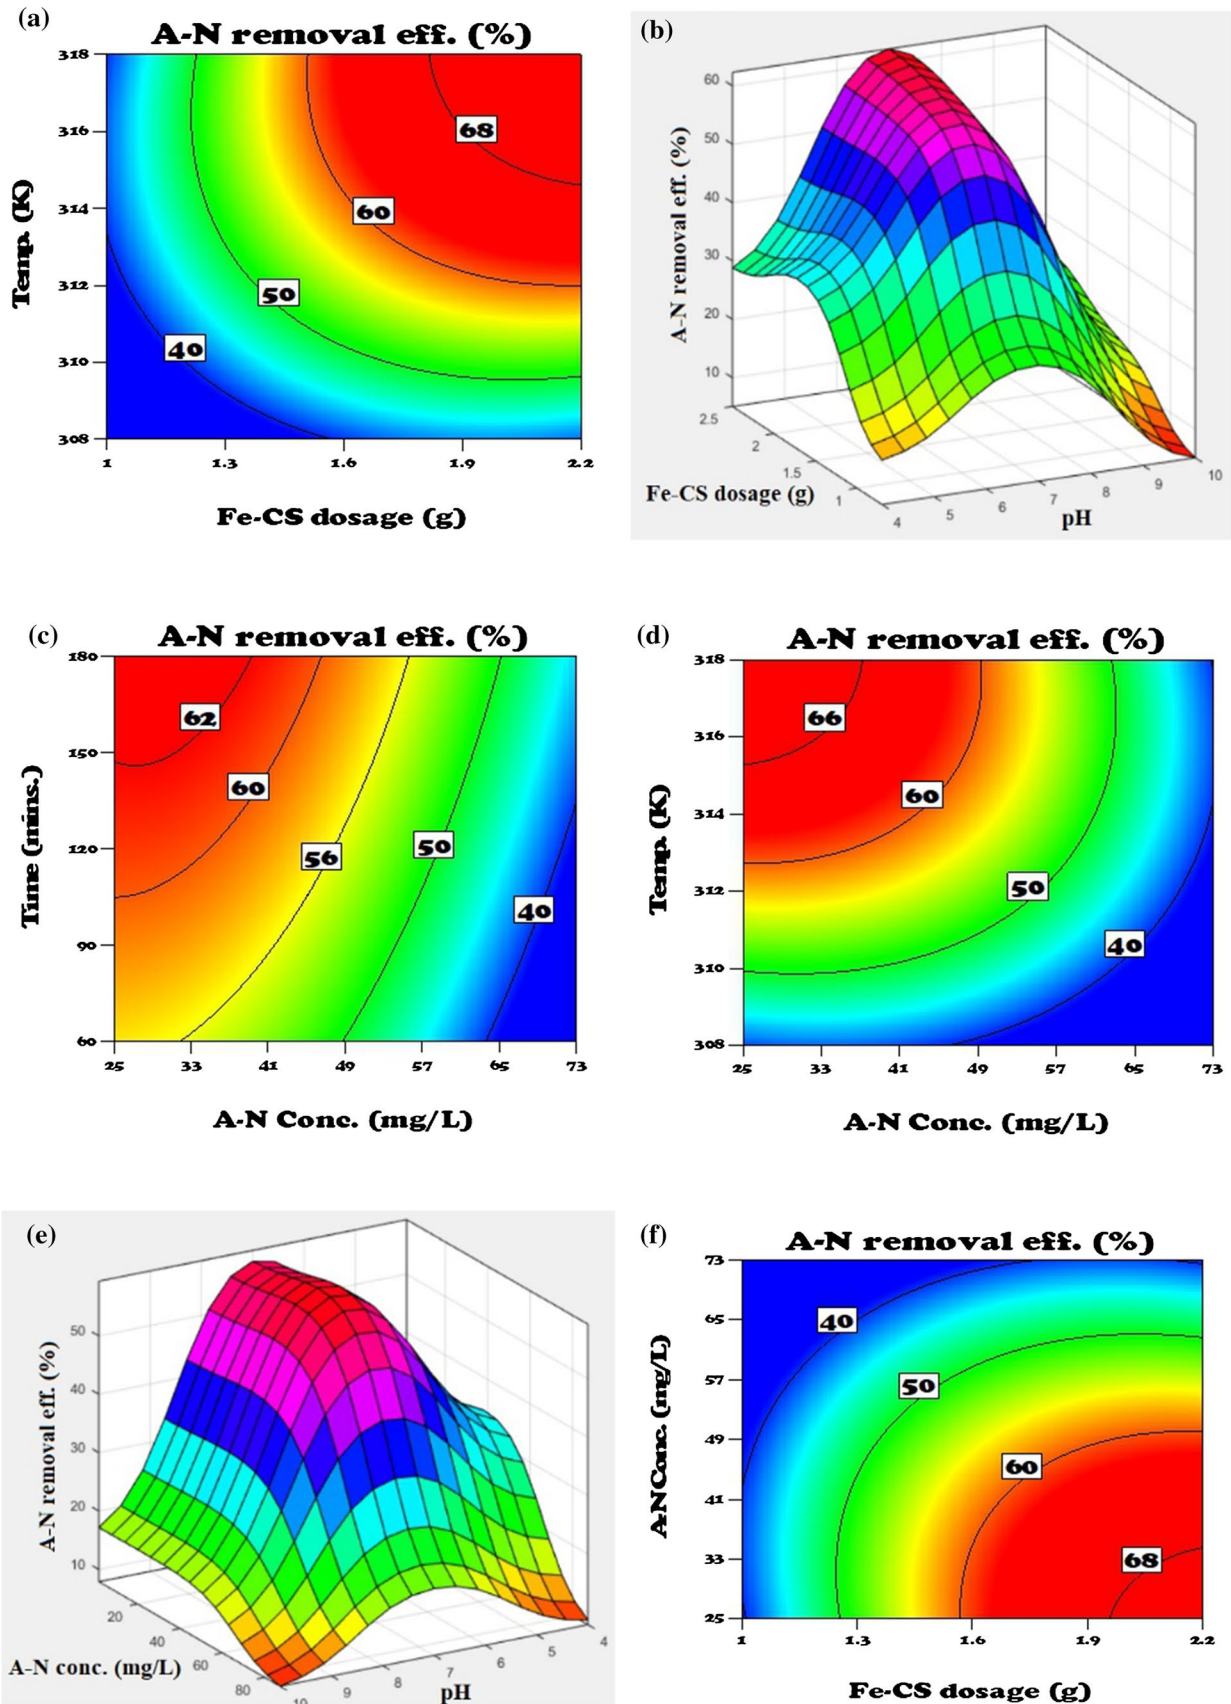 (a)
A-N removal eff. (%)
318
316
314
312
310
308
Temp. (K)
68
60
50
40
1 1.3 1.6 1.9 2.2
Fe-CS dosage (g)
(b)
60
50
40
30
20
10
A-N removal eff. (%)
2.5
2
1.5
1
Fe-CS dosage (g)
4 5 6 7 8 9 10
pH
(c)
A-N removal eff. (%)
180
150
120
90
60
Time (mins.)
62
60
56
50
40
25 33 41 49 57 65 73
A-N Conc. (mg/L)
(d)
A-N removal eff. (%)
318
316
314
312
310
308
Temp. (K)
66
60
50
40
25 33 41 49 57 65 73
A-N Conc. (mg/L)
(e)
50
40
30
20
10
A-N removal eff. (%)
20
40
60
80
A-N conc. (mg/L)
10 9 8 7 6 5 4
pH
(f)
A-N removal eff. (%)
73
65
57
49
41
33
25
A-N Conc. (mg/L)
40
50
60
68
1 1.3 1.6 1.9 2.2
Fe-CS dosage (g)